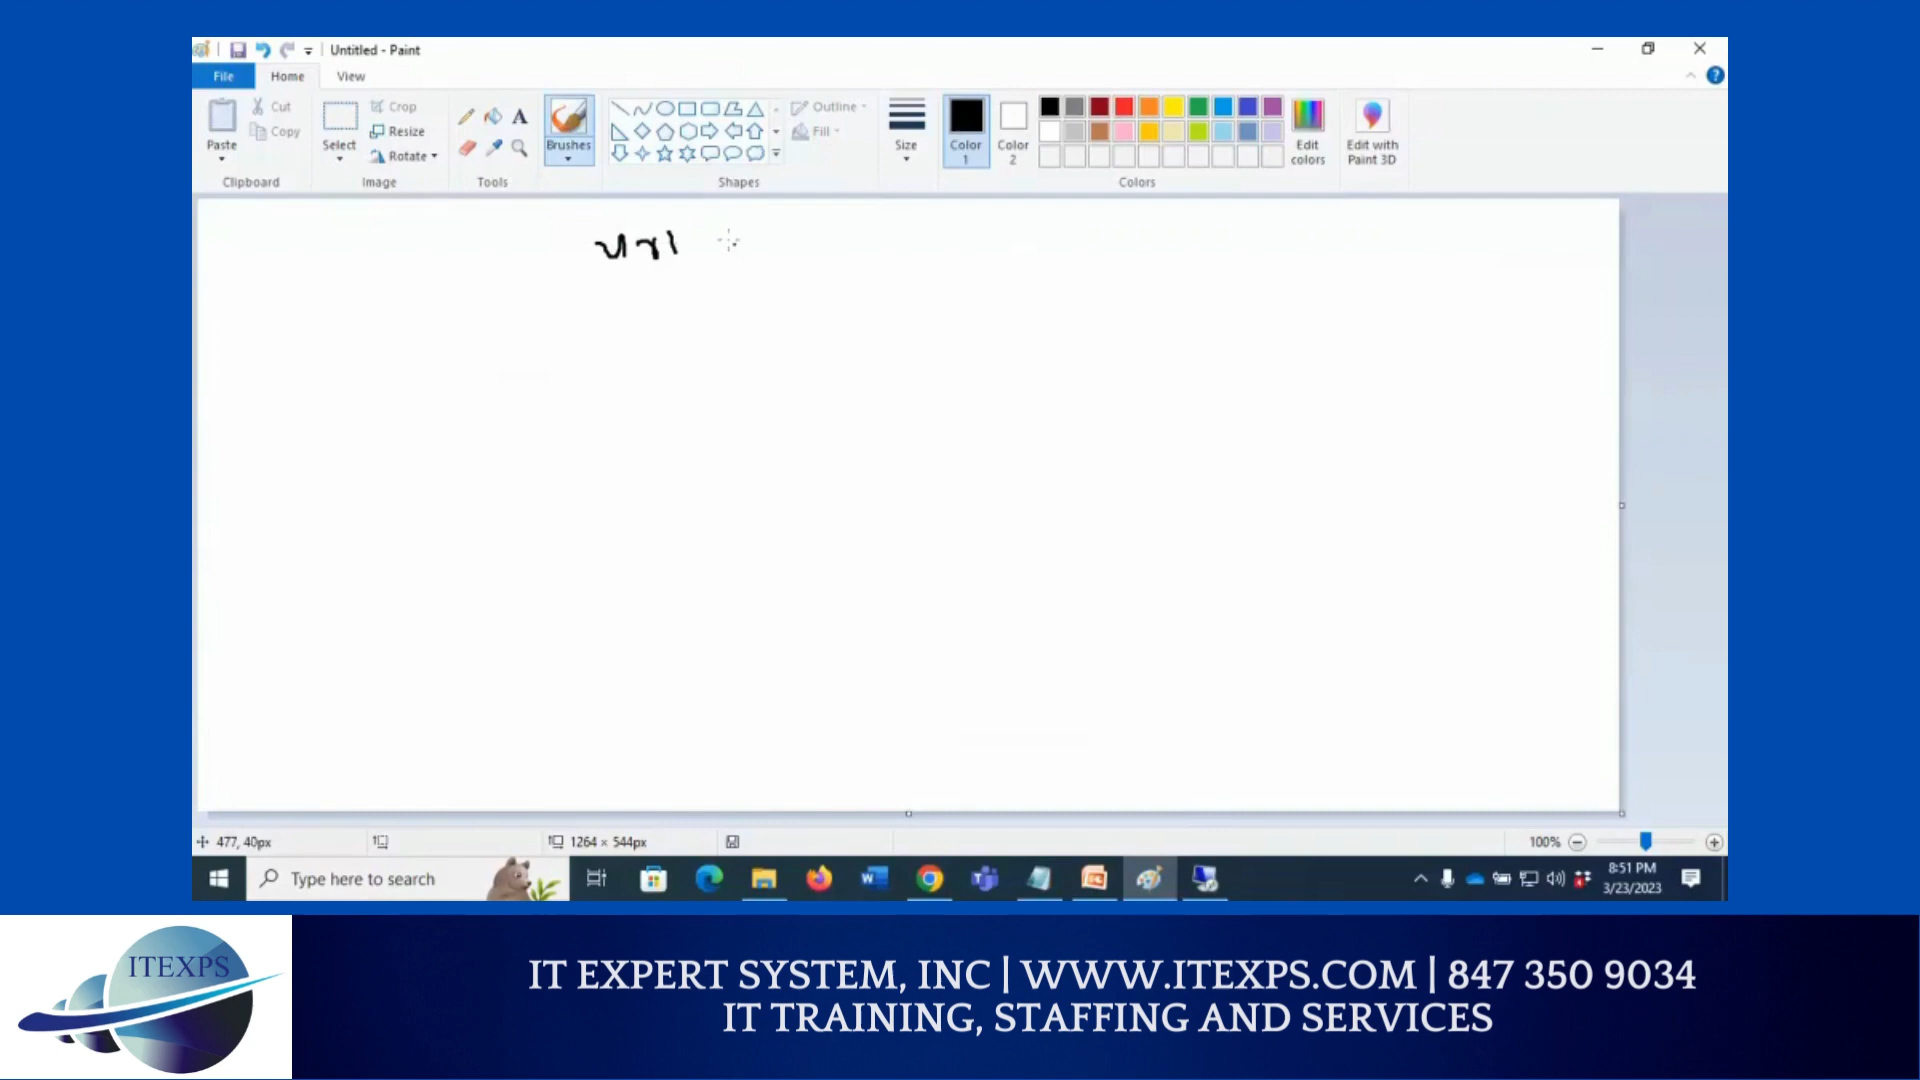 Untitled - Paint
File Home View
Paste Cut Copy Select Crop Resize Rotate A Brushes Outline Fill Size Color 1 Color 2 Edit colors Edit with Paint 3D
Clipboard Image Tools Shapes Colors
url
477, 40px 1264 × 544px 100%
Type here to search
8:51 PM
3/23/2023
ITEXPS
IT EXPERT SYSTEM, INC | WWW.ITEXPS.COM | 847 350 9034
IT TRAINING, STAFFING AND SERVICES